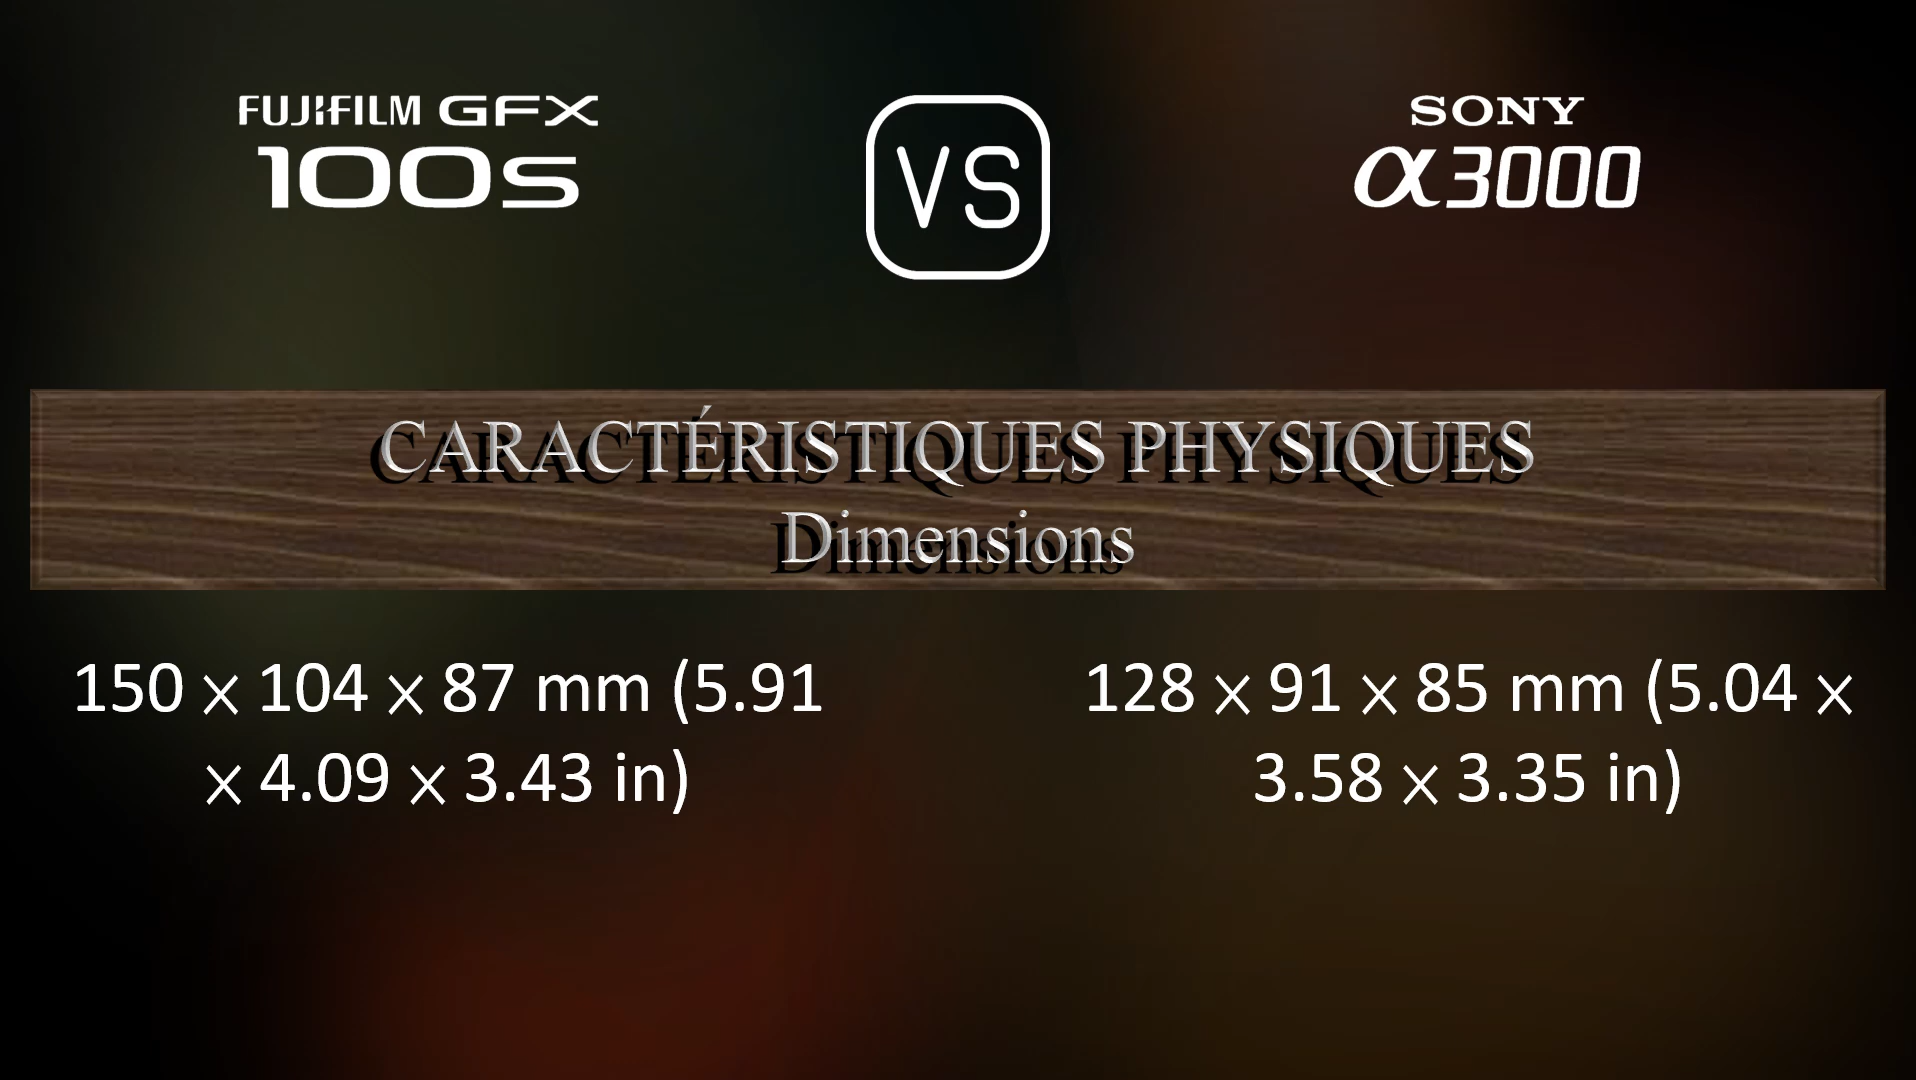 FUJIFILM GFX
100S
VS
SONY
α3000
CARACTÉRISTIQUES PHYSIQUES
Dimensions
150 x 104 x 87 mm (5.91
x 4.09 x 3.43 in)
128 x 91 x 85 mm (5.04 x
3.58 x 3.35 in)